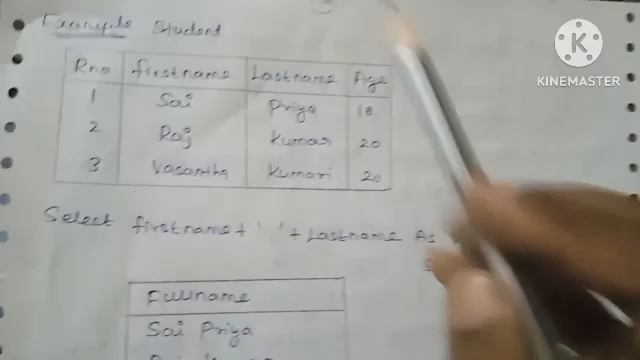 Example Student
K
KINEMASTER
Rno firstname Lastname Age
1 Sai Priya 18
2 Raj Kumar 20
3 Vasantha Kumari 20
Select firstname + ' ' + Lastname As
Fullname
Sai Priya